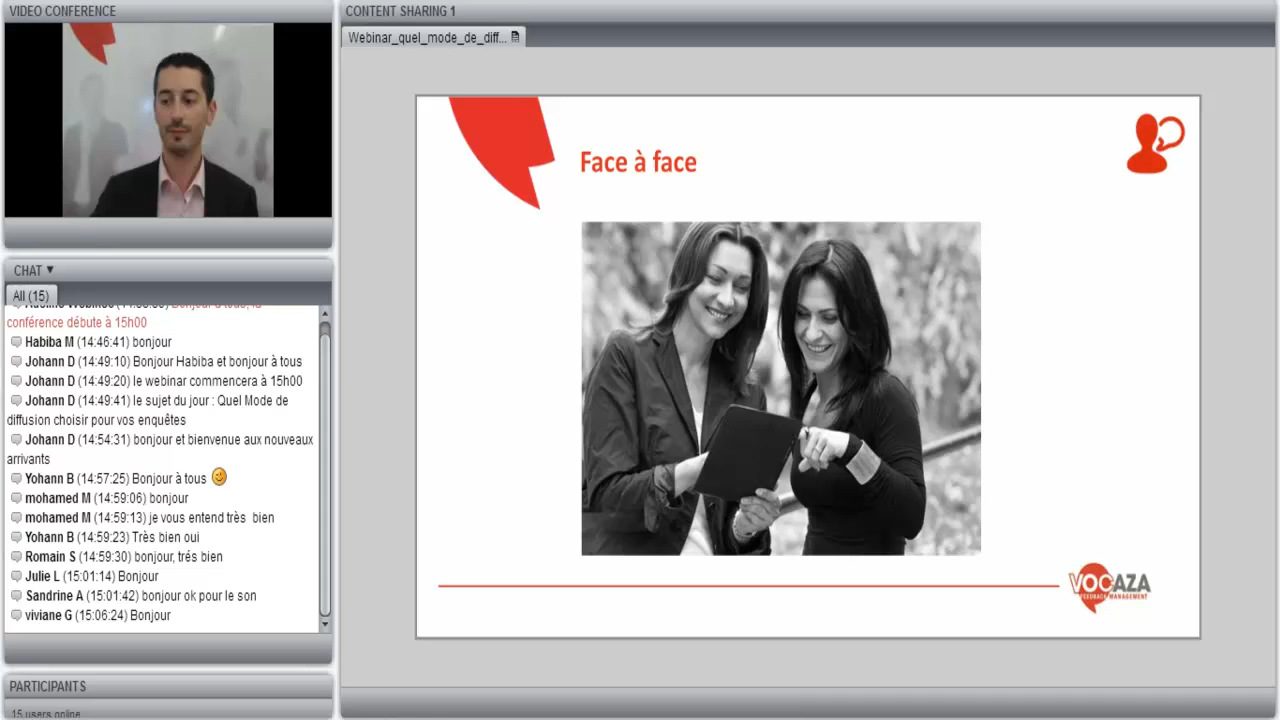 VIDEO CONFERENCE
CHAT ▼
All (15)
conférence débute à 15h00
Habiba M (14:46:41) bonjour
Johann D (14:49:10) Bonjour Habiba et bonjour à tous
Johann D (14:49:20) le webinar commencera à 15h00
Johann D (14:49:41) le sujet du jour : Quel Mode de
diffusion choisir pour vos enquêtes
Johann D (14:54:31) bonjour et bienvenue aux nouveaux
arrivants
Yohann B (14:57:25) Bonjour à tous
mohamed M (14:59:06) bonjour
mohamed M (14:59:13) je vous entend très bien
Yohann B (14:59:23) Très bien oui
Romain S (14:59:30) bonjour, trés bien
Julie L (15:01:14) Bonjour
Sandrine A (15:01:42) bonjour ok pour le son
viviane G (15:06:24) Bonjour
PARTICIPANTS
15 users online
CONTENT SHARING 1
Webinar_quel_mode_de_diff...
Face à face
VOCAZA
FEEDBACK MANAGEMENT